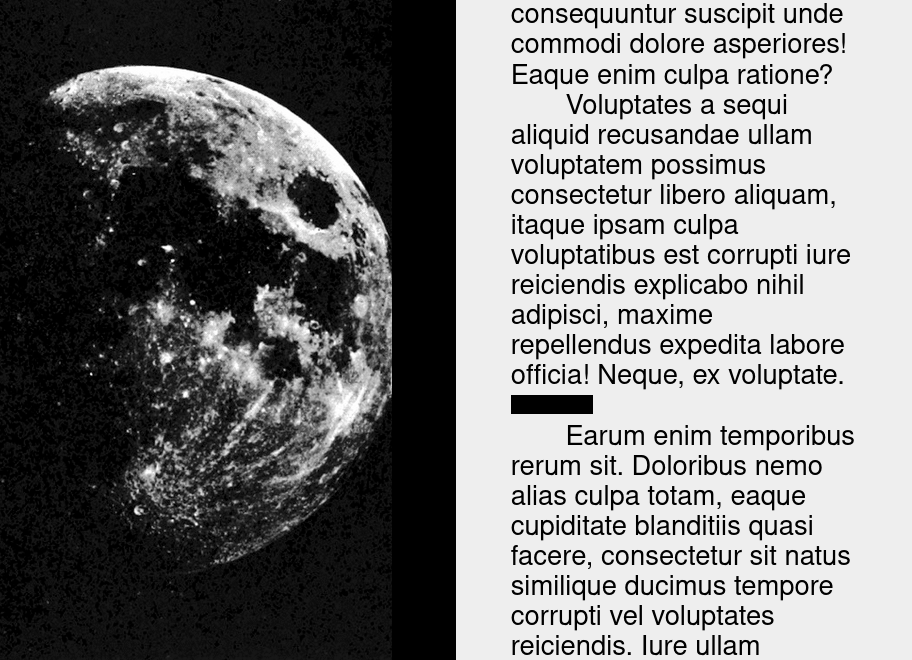 consequuntur suscipit unde
commodi dolore asperiores!
Eaque enim culpa ratione?
Voluptates a sequi
aliquid recusandae ullam
voluptatem possimus
consectetur libero aliquam,
itaque ipsam culpa
voluptatibus est corrupti iure
reiciendis explicabo nihil
adipisci, maxime
repellendus expedita labore
officia! Neque, ex voluptate.
Earum enim temporibus
rerum sit. Doloribus nemo
alias culpa totam, eaque
cupiditate blanditiis quasi
facere, consectetur sit natus
similique ducimus tempore
corrupti vel voluptates
reiciendis. Iure ullam